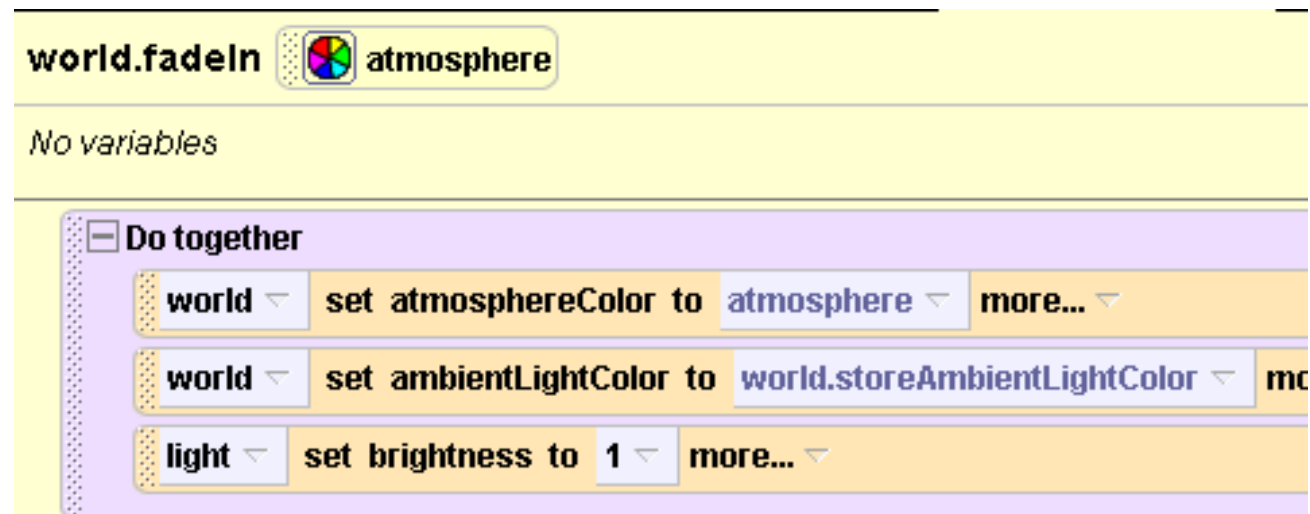 world.fadeIn atmosphere
No variables
Do together
world set atmosphereColor to atmosphere more...
world set ambientLightColor to world.storeAmbientLightColor
light set brightness to 1 more...